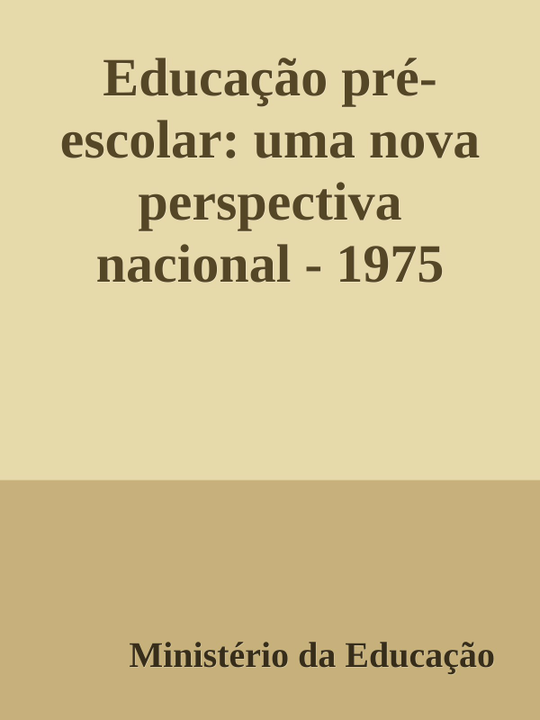 Educação pré-
escolar: uma nova
perspectiva
nacional - 1975
Ministério da Educação